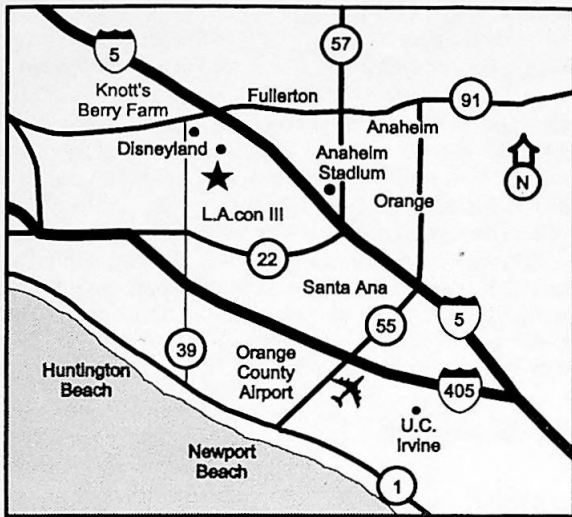 5
57
Knott's
Berry Farm
Fullerton
91
Anaheim
Disneyland
Anaheim
Stadium
N
Orange
L.A.con III
22
Santa Ana
55
5
39
Orange
County
Airport
Huntington
Beach
405
U.C.
Irvine
Newport
Beach
1